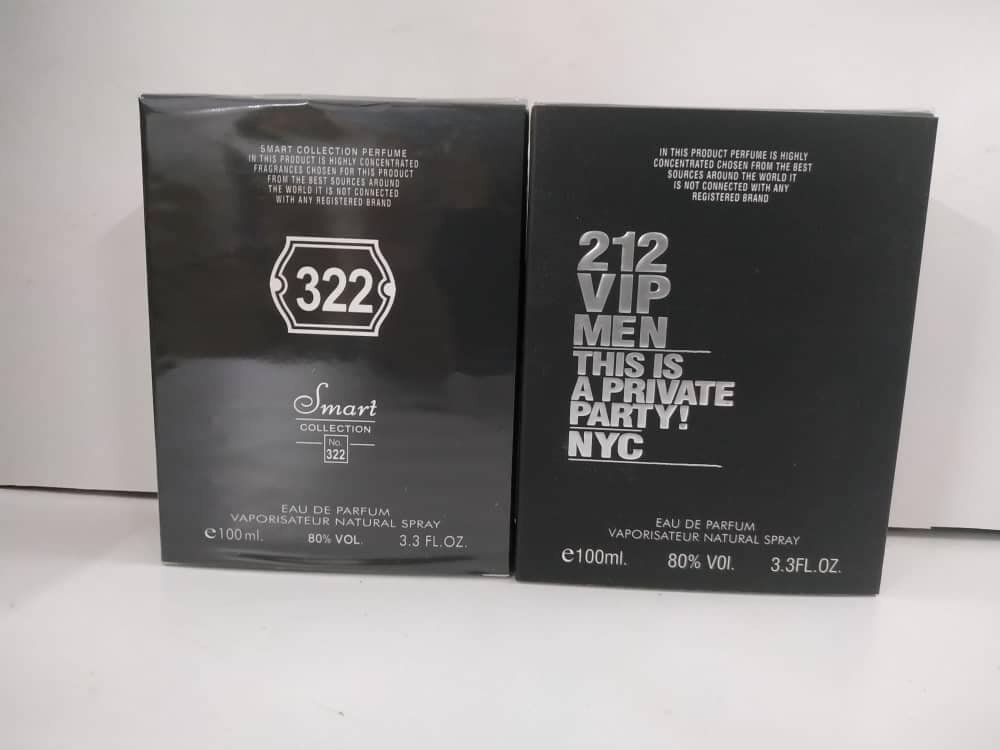 SMART COLLECTION PERFUME
IN THIS PRODUCT IS HIGHLY CONCENTRATED
FRAGRANCES CHOSEN FOR THIS PRODUCT
FROM THE BEST SOURCES AROUND
THE WORLD IT IS NOT CONNECTED
WITH ANY REGISTERED BRAND
322
Smart
COLLECTION
No.
322
EAU DE PARFUM
VAPORISATEUR NATURAL SPRAY
e100 ml. 80% VOL. 3.3 FL.OZ.
IN THIS PRODUCT PERFUME IS HIGHLY
CONCENTRATED CHOSEN FROM THE BEST
SOURCES AROUND THE WORLD IT
IS NOT CONNECTED WITH ANY
REGISTERED BRAND
212
VIP
MEN
THIS IS
A PRIVATE
PARTY!
NYC
EAU DE PARFUM
VAPORISATEUR NATURAL SPRAY
e100ml. 80% VOl. 3.3FL.OZ.